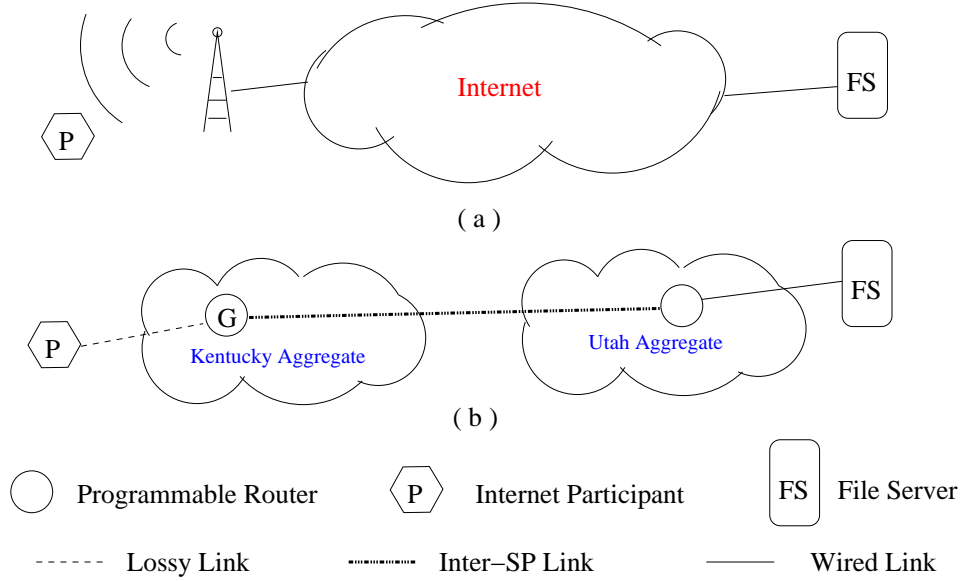 Internet
FS
P
( a )
G
P
Kentucky Aggregate
Utah Aggregate
FS
( b )
Programmable Router
P
Internet Participant
FS
File Server
Lossy Link
Inter−SP Link
Wired Link